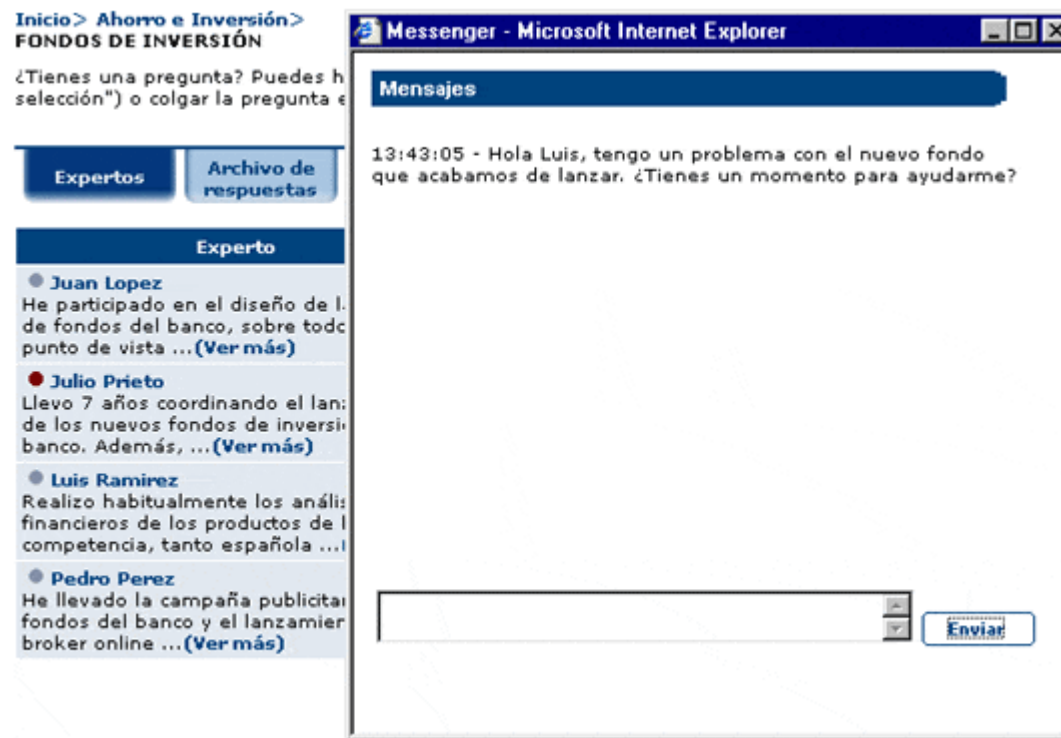 Inicio> Ahorro e Inversión>
FONDOS DE INVERSIÓN
¿Tienes una pregunta? Puedes h
selección") o colgar la pregunta e
Expertos
Archivo de
respuestas
Experto
Juan Lopez
He participado en el diseño de l
de fondos del banco, sobre todo
punto de vista ...(Ver más)
Julio Prieto
Llevo 7 años coordinando el lan
de los nuevos fondos de inversi
banco. Además, ...(Ver más)
Luis Ramirez
Realizo habitualmente los anális
financieros de los productos de l
competencia, tanto española ...
Pedro Perez
He llevado la campaña publicitar
fondos del banco y el lanzamier
broker online ...(Ver más)
Messenger - Microsoft Internet Explorer
Mensajes
13:43:05 - Hola Luis, tengo un problema con el nuevo fondo
que acabamos de lanzar. ¿Tienes un momento para ayudarme?
Enviar